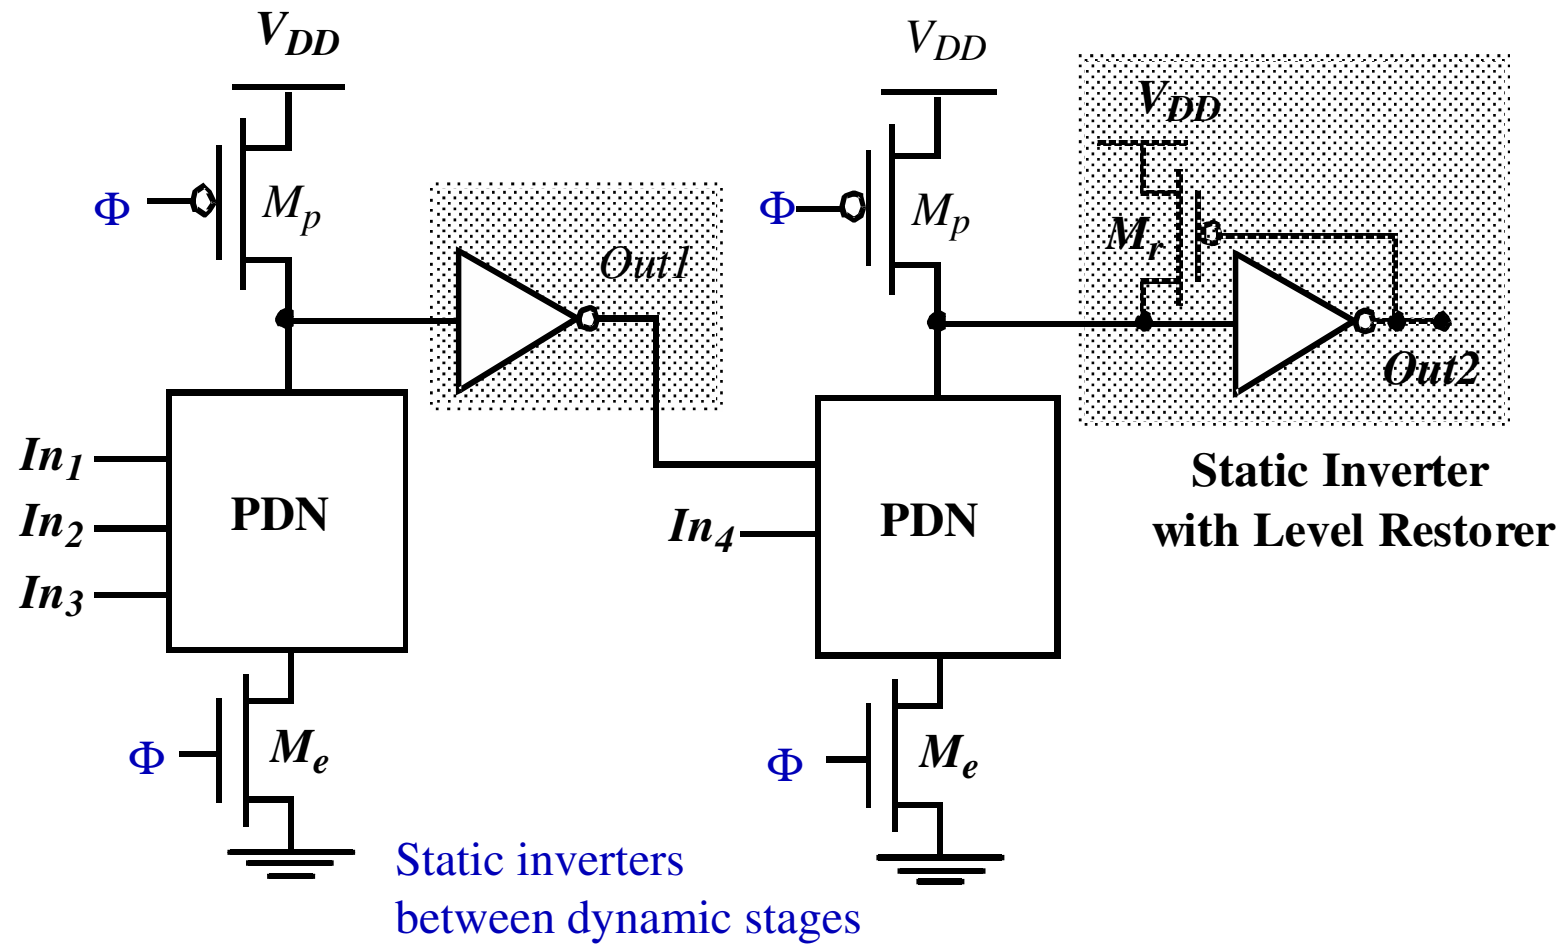 V_DD
V_DD
V_DD
Φ
M_p
Φ
M_p
M_r
Out1
Out2
In_1
In_2
In_3
PDN
In_4
PDN
Static Inverter
with Level Restorer
Φ
M_e
Φ
M_e
Static inverters
between dynamic stages